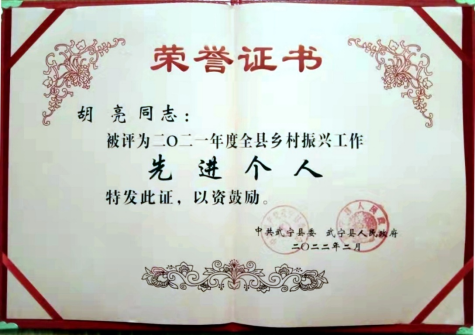 荣誉证书
胡 亮 同志：
被评为二〇二一年度全县乡村振兴工作
先 进 个 人
特发此证，以资鼓励。
中共武宁县委 武宁县人民政府
二〇二二年二月